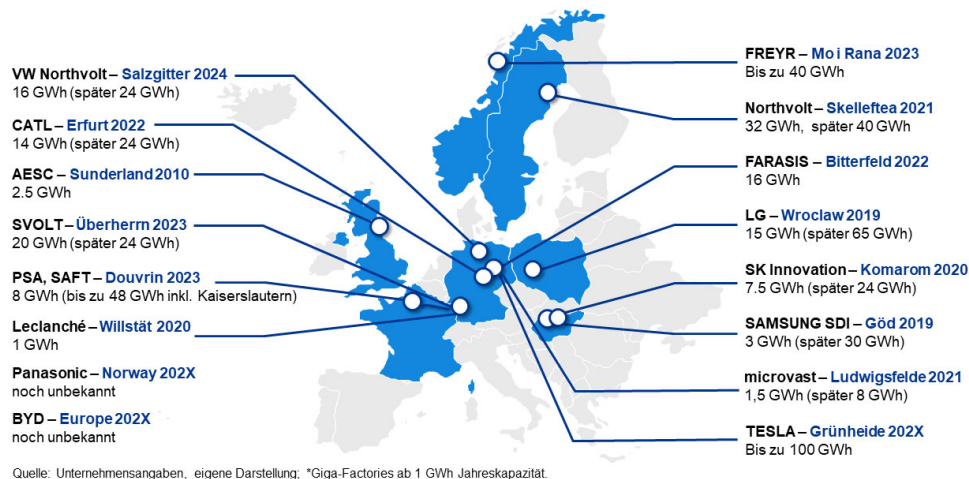 VW Northvolt – Salzgitter 2024
16 GWh (später 24 GWh)
CATL – Erfurt 2022
14 GWh (später 24 GWh)
AESC – Sunderland 2010
2.5 GWh
SVOLT – Überherrn 2023
20 GWh (später 24 GWh)
PSA, SAFT – Douvrin 2023
8 GWh (bis zu 48 GWh inkl. Kaiserslautern)
Leclanché – Willstät 2020
1 GWh
Panasonic – Norway 202X
noch unbekannt
BYD – Europe 202X
noch unbekannt
FREYR – Mo i Rana 2023
Bis zu 40 GWh
Northvolt – Skelleftea 2021
32 GWh, später 40 GWh
FARASIS – Bitterfeld 2022
16 GWh
LG – Wroclaw 2019
15 GWh (später 65 GWh)
SK Innovation – Komarom 2020
7.5 GWh (später 24 GWh)
SAMSUNG SDI – Göd 2019
3 GWh (später 30 GWh)
microvast – Ludwigsfelde 2021
1,5 GWh (später 8 GWh)
TESLA – Grünheide 202X
Bis zu 100 GWh
Quelle: Unternehmensangaben, eigene Darstellung; *Giga-Factories ab 1 GWh Jahreskapazität.